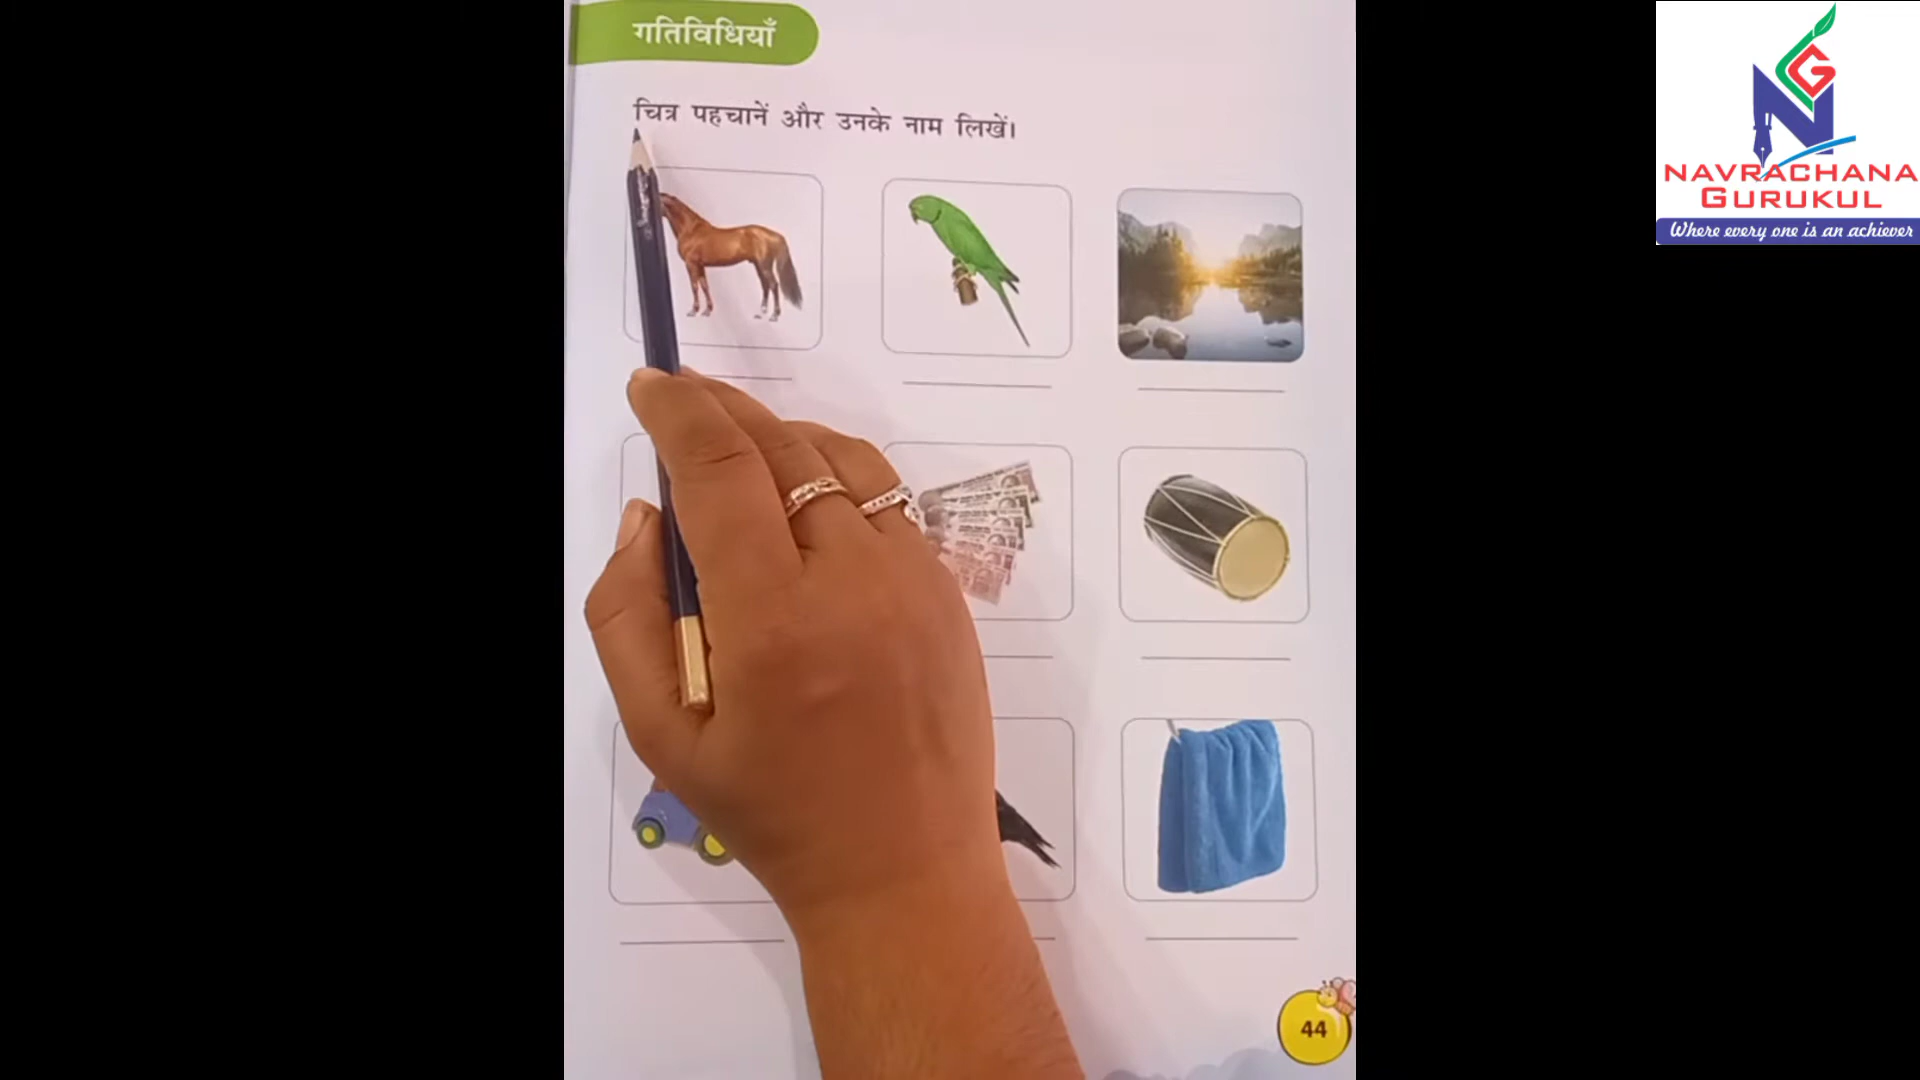 गतिविधियाँ
चित्र पहचानें और उनके नाम लिखें।
44
NAVRACHANA
GURUKUL
Where every one is an achiever